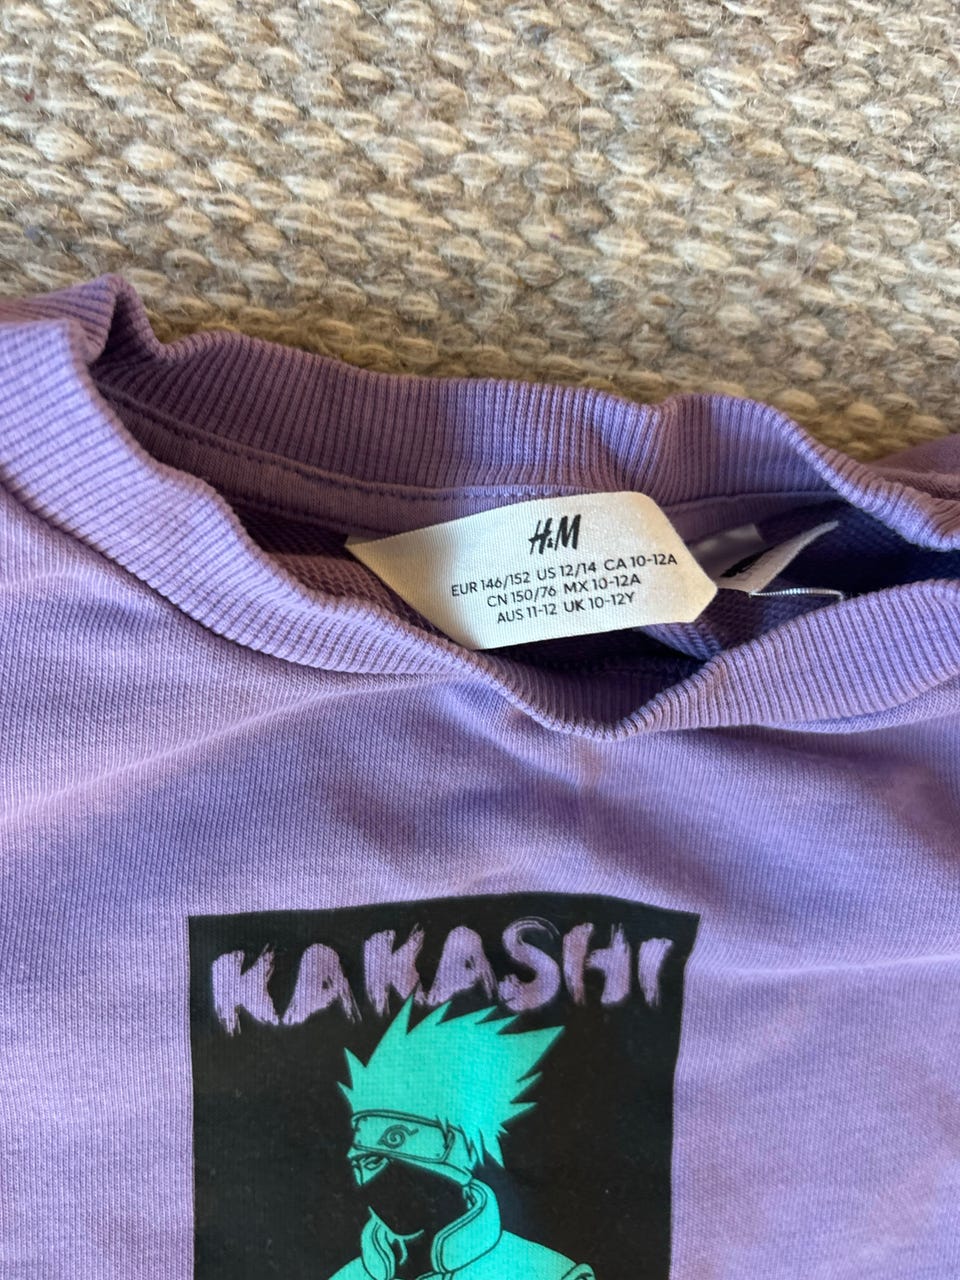 H&M
EUR 146/152 US 12/14 CA 10-12A
CN 150/76 MX 10-12A
AUS 11-12 UK 10-12Y
KAKASHI